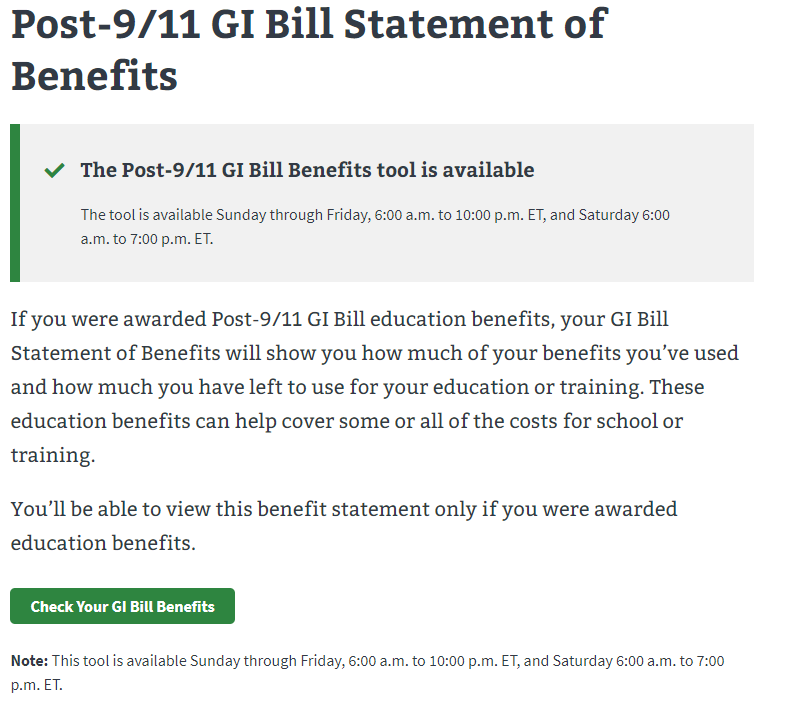 Post-9/11 GI Bill Statement of
Benefits
The Post-9/11 GI Bill Benefits tool is available
The tool is available Sunday through Friday, 6:00 a.m. to 10:00 p.m. ET, and Saturday 6:00
a.m. to 7:00 p.m. ET.
If you were awarded Post-9/11 GI Bill education benefits, your GI Bill
Statement of Benefits will show you how much of your benefits you’ve used
and how much you have left to use for your education or training. These
education benefits can help cover some or all of the costs for school or
training.
You’ll be able to view this benefit statement only if you were awarded
education benefits.
Check Your GI Bill Benefits
Note: This tool is available Sunday through Friday, 6:00 a.m. to 10:00 p.m. ET, and Saturday 6:00 a.m. to 7:00
p.m. ET.